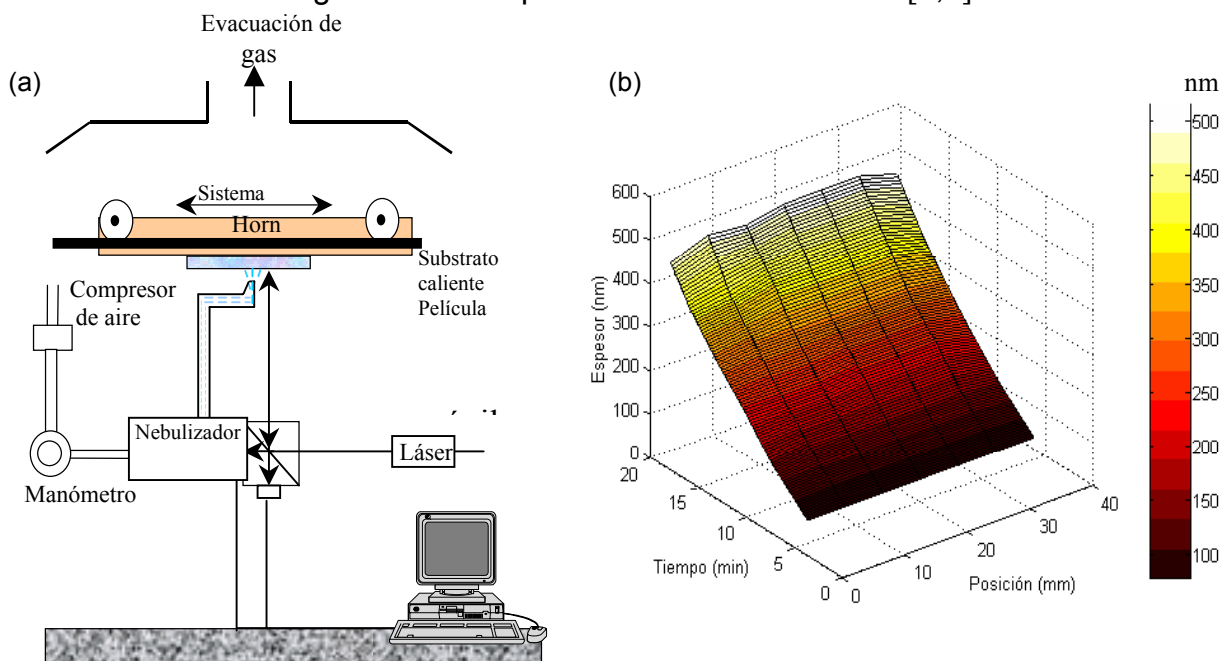 Evacuación de
gas
(a)
Sistema
Horn
Substrato
caliente
Película
Compresor
de aire
Nebulizador
Láser
Manómetro
(b)
nm
600
500
400
300
200
100
0
Espesor (nm)
20
15
10
5
0
Tiempo (min)
0
10
20
30
40
Posición (mm)
500
450
400
350
300
250
200
150
100